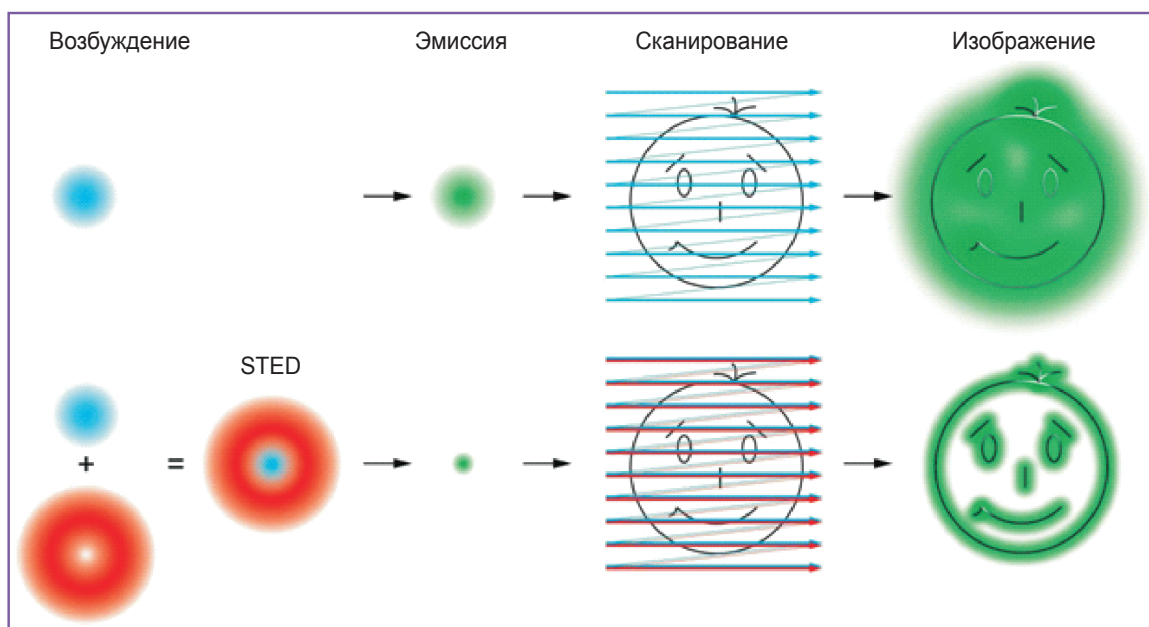 Возбуждение
Эмиссия
Сканирование
Изображение
STED
+
=